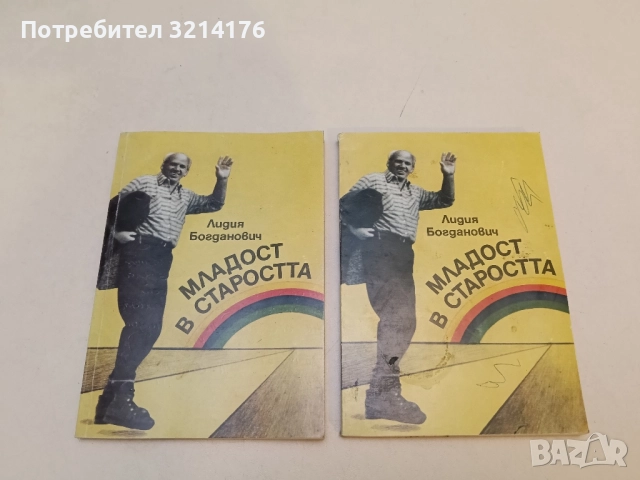 Потребител 3214176
Лидия
Богданович
МЛАДОСТ
В СТАРОСТТА
Лидия
Богданович
МЛАДОСТ
В СТАРОСТТА
BAZAR